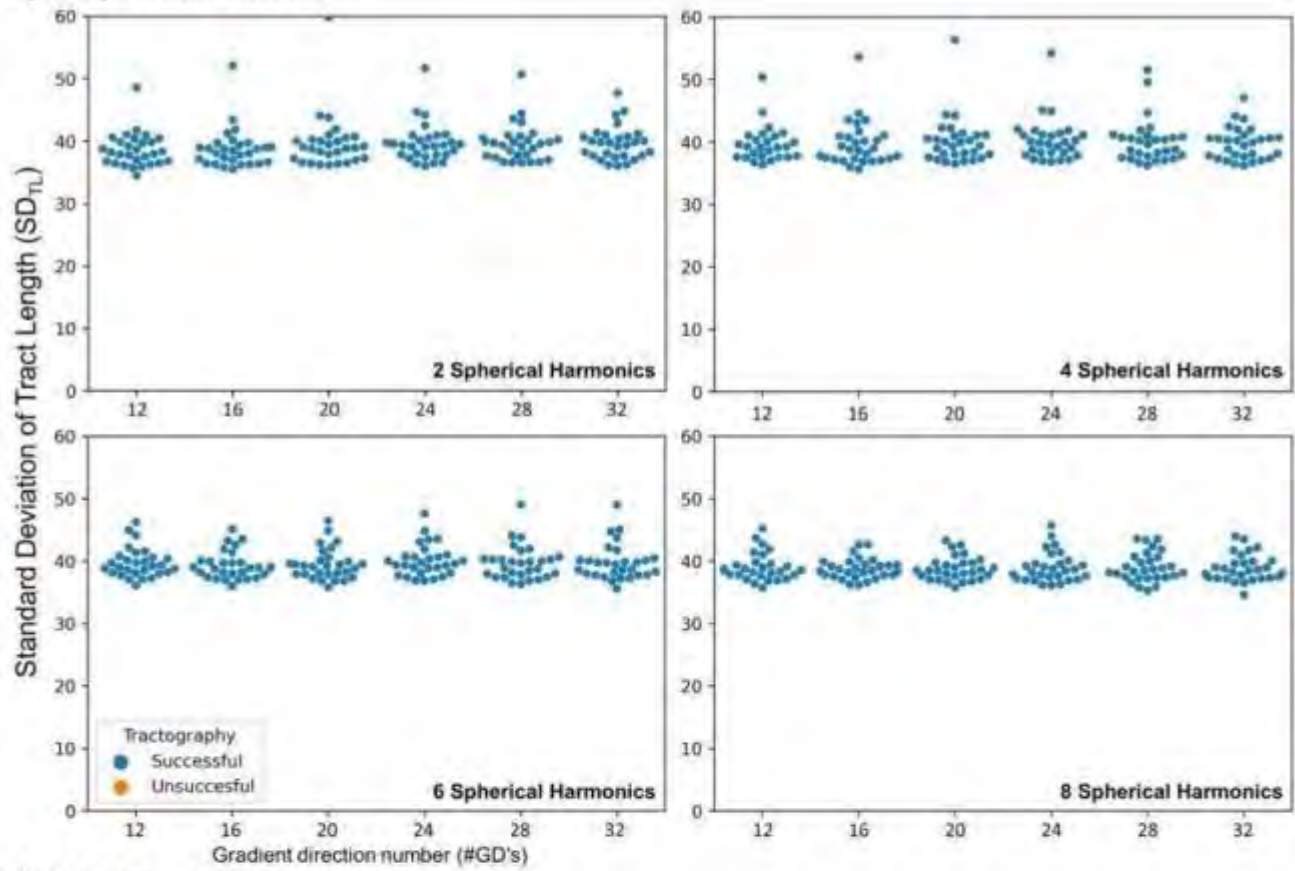 Standard Deviation of Tract Length (SD_TL)
60 60
50 50
40 40
30 30
20 20
10 10
0 0
2 Spherical Harmonics 4 Spherical Harmonics
12 16 20 24 28 32 12 16 20 24 28 32
60 60
50 50
40 40
30 30
20 20
10 10
0 0
Tractography
Successful
Unsuccesful
6 Spherical Harmonics 8 Spherical Harmonics
12 16 20 24 28 32 12 16 20 24 28 32
Gradient direction number (#GD's)